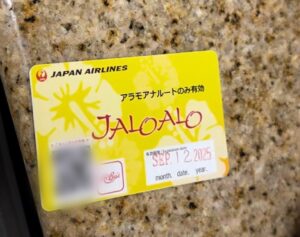 JAPAN AIRLINES
アラモアナルートのみ有効
JALOALO
SEP. 12. 2025
month. date. year.